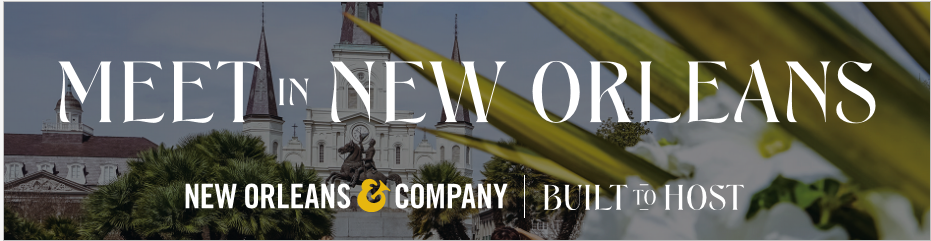 MEET IN NEW ORLEANS
NEW ORLEANS & COMPANY | BUILT TO HOST